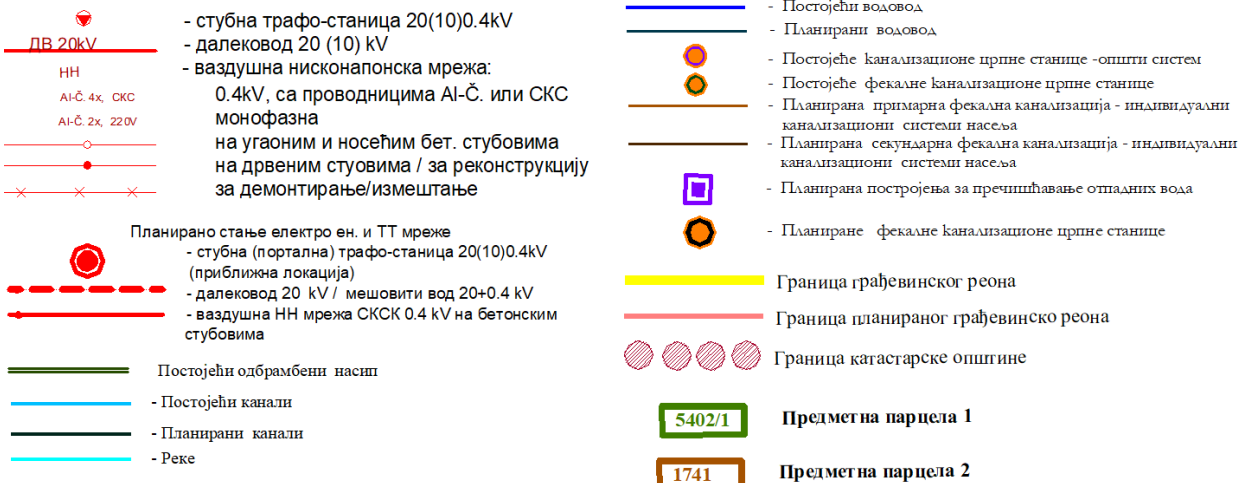 - стубна трафо-станица 20(10)0.4kV
ДВ 20kV
- далековод 20 (10) kV
НН
- ваздушна нисконапонска мрежа:
Al-Č. 4x, СКС
0.4kV, са проводницима Al-Č. или СКС
Al-Č. 2x, 220V
монофазна
на угаоним и носећим бет. стубовима
на дрвеним стуовима / за реконструкцију
за демонтирање/измештање
Планирано стање електро ен. и ТТ мреже
- стубна (портална) трафо-станица 20(10)0.4kV
(приближна локација)
- далековод 20 kV / мешовити вод 20+0.4 kV
- ваздушна НН мрежа СКСК 0.4 kV на бетонским
стубовима
Постојећи одбрамбени насип
- Постојећи канали
- Планирани канали
- Реке
- Постојећи водовод
- Планирани водовод
- Постојеће канализационе црпне станице -општи систем
- Постојеће фекалне канализационе црпне станице
- Планирана примарна фекална канализација - индивидуални
канализациони системи насеља
- Планирана секундарна фекална канализација - индивидуални
канализациони системи насеља
- Планирана постројења за пречишћавање отпадних вода
- Планиране фекалне канализационе црпне станице
Граница грађевинског реона
Граница планираног грађевинско реона
Граница катастарске општине
5402/1
Предметна парцела 1
1741
Предметна парцела 2